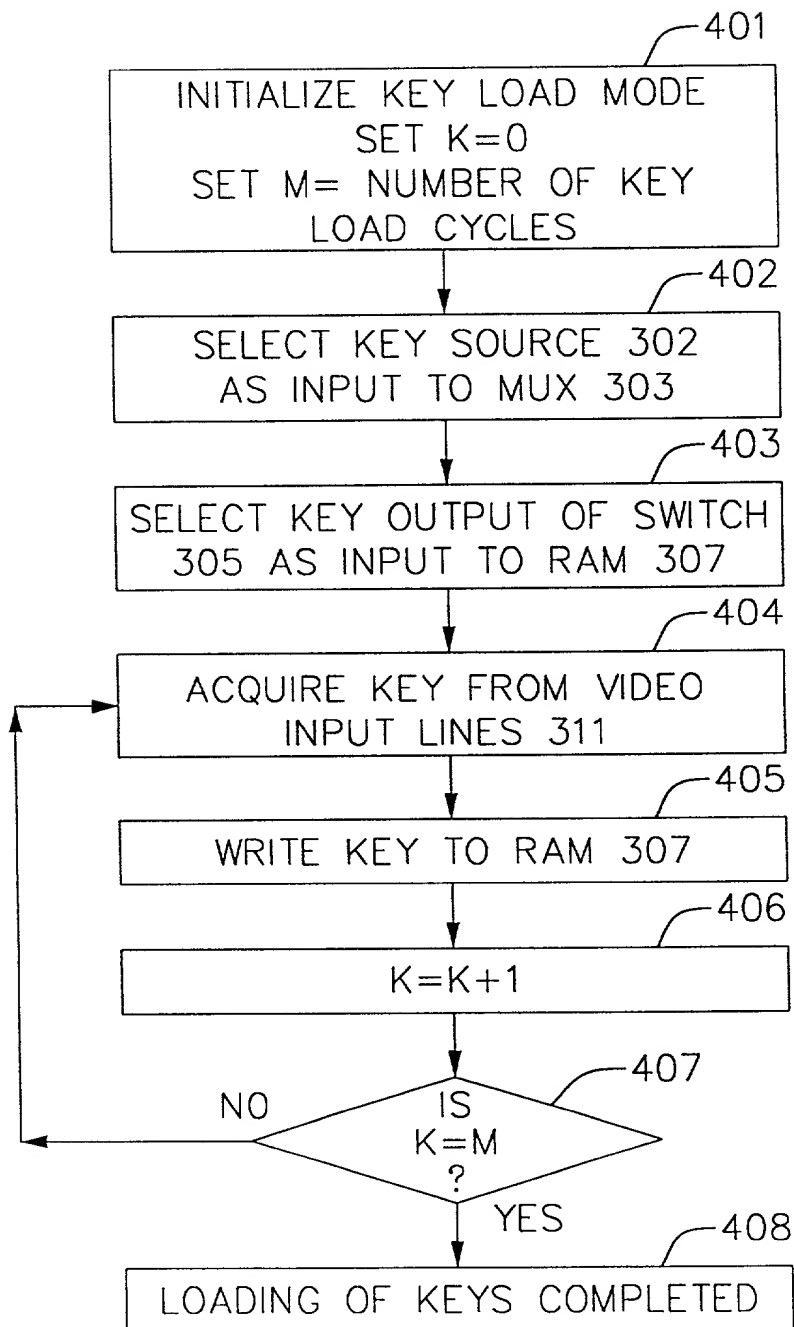 401
INITIALIZE KEY LOAD MODE
SET K=0
SET M= NUMBER OF KEY
LOAD CYCLES
402
SELECT KEY SOURCE 302
AS INPUT TO MUX 303
403
SELECT KEY OUTPUT OF SWITCH
305 AS INPUT TO RAM 307
404
ACQUIRE KEY FROM VIDEO
INPUT LINES 311
405
WRITE KEY TO RAM 307
406
K=K+1
407
NO
IS
K=M
?
YES
408
LOADING OF KEYS COMPLETED